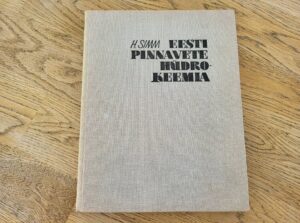 H. SIMM EESTI
PINNAVETE
HÜDRO-
KEEMIA